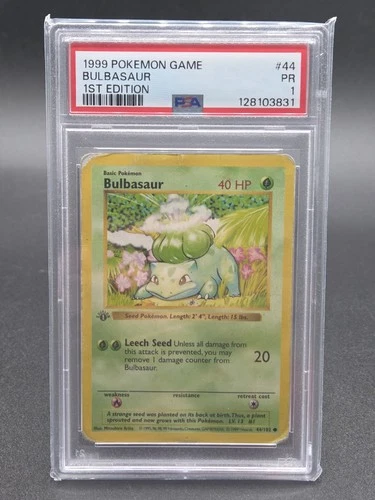 1999 POKEMON GAME #44
BULBASAUR PR
1ST EDITION 1
PSA 128103831
Basic Pokémon
Bulbasaur 40 HP
Seed Pokémon. Length: 2' 4", Weight: 15 lbs.
Leech Seed Unless all damage from
this attack is prevented, you may
remove 1 damage counter from
Bulbasaur.
20
weakness resistance retreat cost
A strange seed was planted on its back at birth. The plant
sprouted and now grows with this Pokémon. LV. 13 #1
44/102